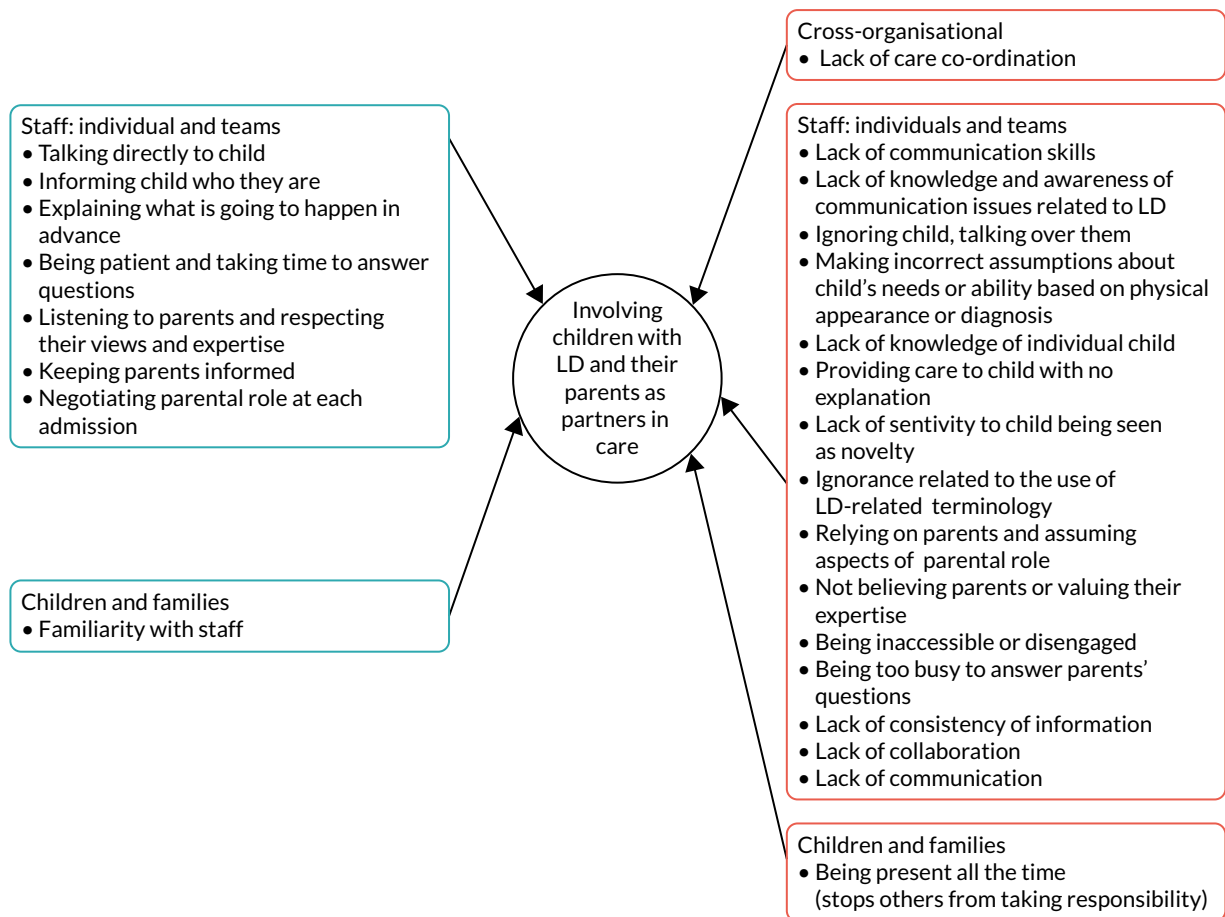 Staff: individual and teams
• Talking directly to child
• Informing child who they are
• Explaining what is going to happen in
advance
• Being patient and taking time to answer
questions
• Listening to parents and respecting
their views and expertise
• Keeping parents informed
• Negotiating parental role at each
admission
Children and families
• Familiarity with staff
Involving
children with
LD and their
parents as
partners in
care
Cross-organisational
• Lack of care co-ordination
Staff: individuals and teams
• Lack of communication skills
• Lack of knowledge and awareness of
communication issues related to LD
• Ignoring child, talking over them
• Making incorrect assumptions about
child’s needs or ability based on physical
appearance or diagnosis
• Lack of knowledge of individual child
• Providing care to child with no
explanation
• Lack of sentivity to child being seen
as novelty
• Ignorance related to the use of
LD-related terminology
• Relying on parents and assuming
aspects of parental role
• Not believing parents or valuing their
expertise
• Being inaccessible or disengaged
• Being too busy to answer parents’
questions
• Lack of consistency of information
• Lack of collaboration
• Lack of communication
Children and families
• Being present all the time
(stops others from taking responsibility)